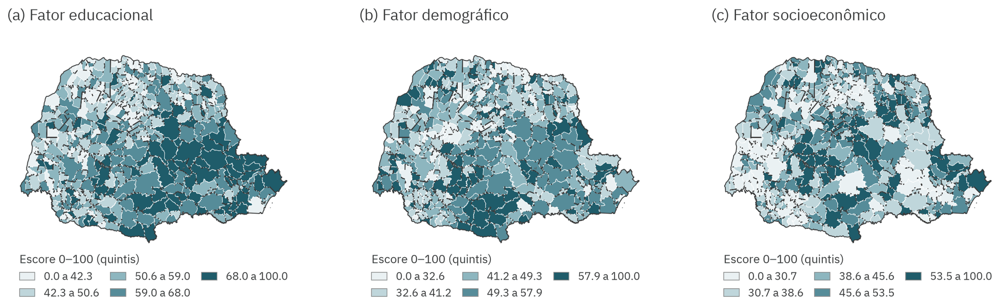 (a) Fator educacional
(b) Fator demográfico
(c) Fator socioeconômico
Escore 0–100 (quintis)
0.0 a 42.3
50.6 a 59.0
68.0 a 100.0
42.3 a 50.6
59.0 a 68.0
Escore 0–100 (quintis)
0.0 a 32.6
41.2 a 49.3
57.9 a 100.0
32.6 a 41.2
49.3 a 57.9
Escore 0–100 (quintis)
0.0 a 30.7
38.6 a 45.6
53.5 a 100.0
30.7 a 38.6
45.6 a 53.5